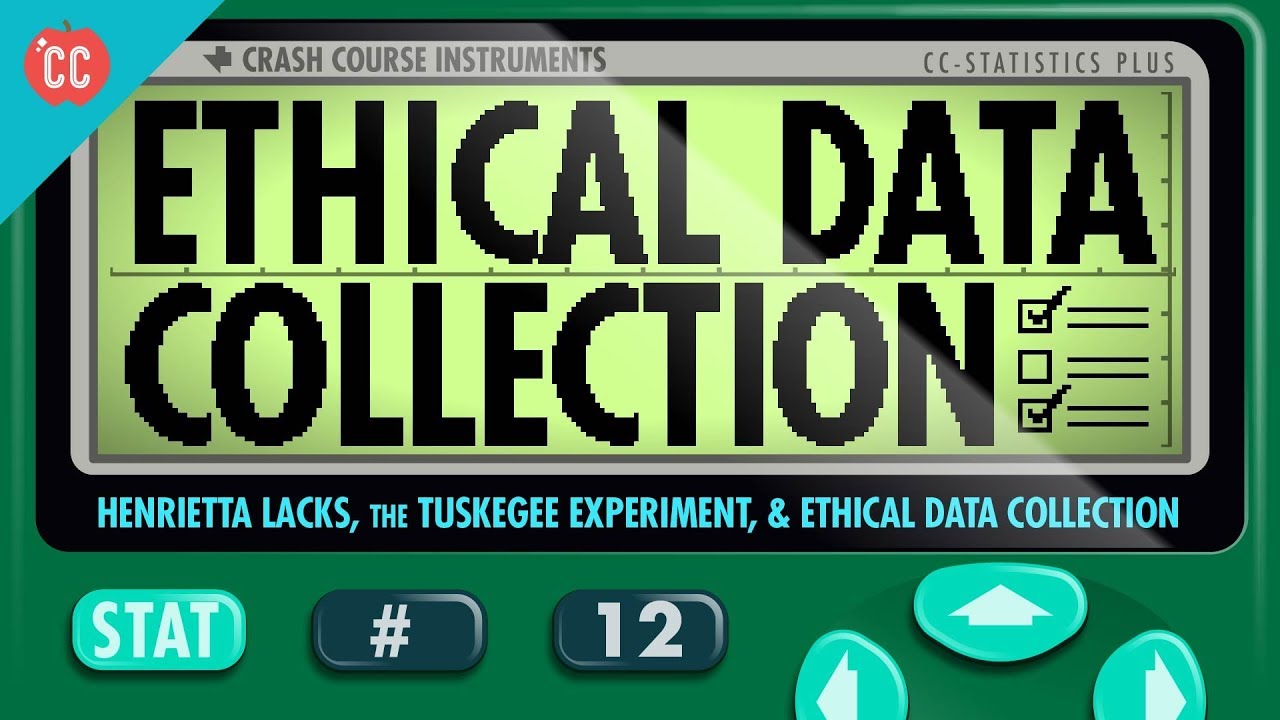 CC
CRASH COURSE INSTRUMENTS
CC-STATISTICS PLUS
ETHICAL DATA
COLLECTION
HENRIETTA LACKS, THE TUSKEGEE EXPERIMENT, & ETHICAL DATA COLLECTION
STAT
#
12